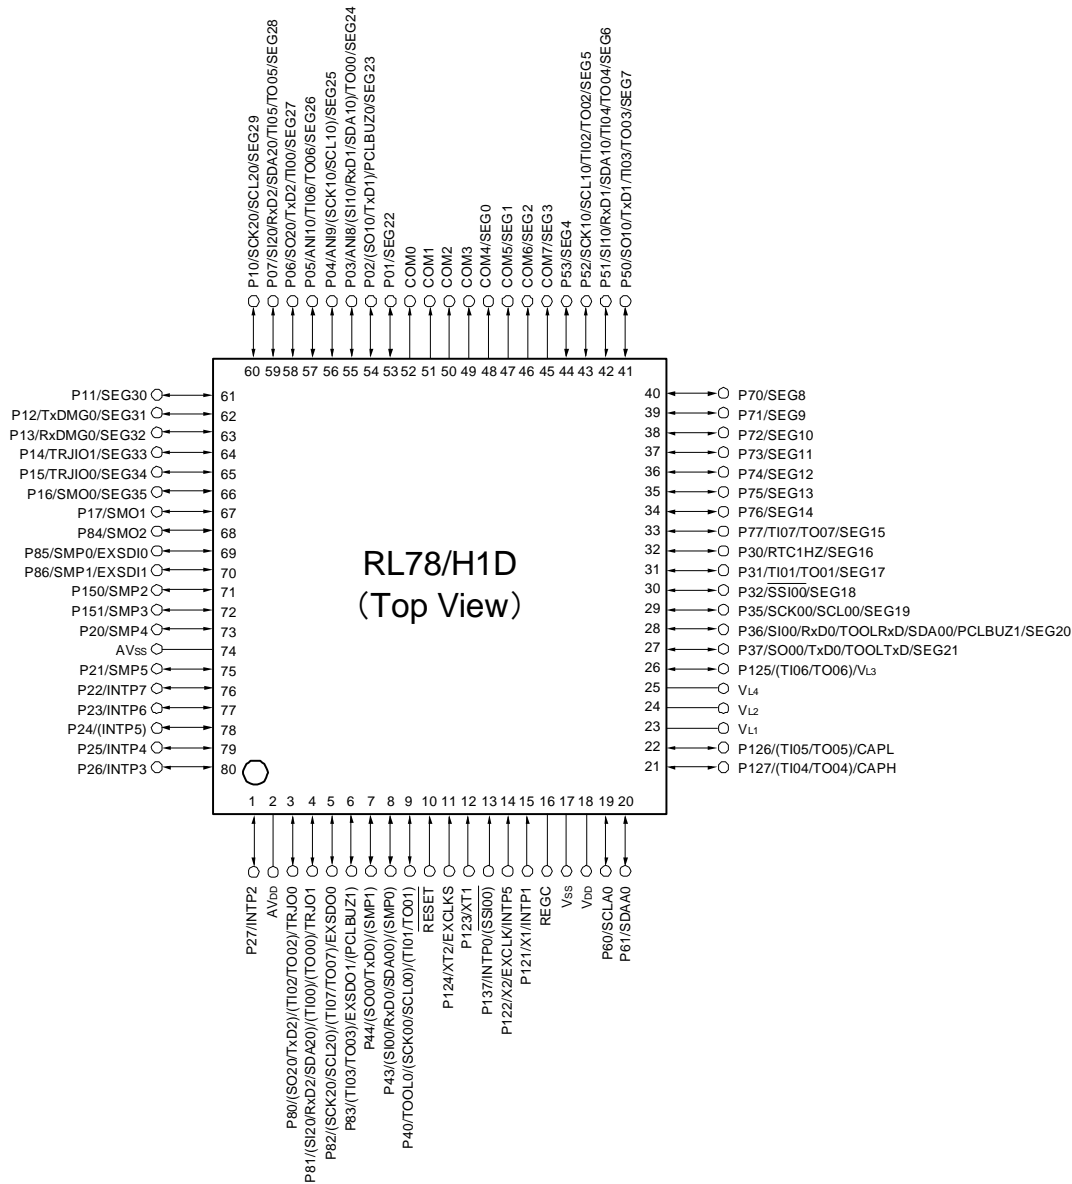 P10/SCK20/SCL20/SEG29
P07/SI20/RxD2/SDA20/TI05/TO05/SEG28
P06/SO20/TxD2/TI00/SEG27
P05/ANI10/TI06/TO06/SEG26
P04/ANI9/(SCK10/SCL10)/SEG25
P03/ANI8/(SI10/RxD1/SDA10)/TO00/SEG24
P02/(SO10/TxD1)/PCLBUZ0/SEG23
P01/SEG22
COM0
COM1
COM2
COM3
COM4/SEG0
COM5/SEG1
COM6/SEG2
COM7/SEG3
P53/SEG4
P52/SCK10/SCL10/TI02/TO02/SEG5
P51/SI10/RxD1/SDA10/TI04/TO04/SEG6
P50/SO10/TxD1/TI03/TO03/SEG7
60 59 58 57 56 55 54 53 52 51 50 49 48 47 46 45 44 43 42 41
P11/SEG30 61
P12/TxDMG0/SEG31 62
P13/RxDMG0/SEG32 63
P14/TRJIO1/SEG33 64
P15/TRJIO0/SEG34 65
P16/SMO0/SEG35 66
P17/SMO1 67
P84/SMO2 68
P85/SMP0/EXSDI0 69
P86/SMP1/EXSDI1 70
P150/SMP2 71
P151/SMP3 72
P20/SMP4 73
AVSS 74
P21/SMP5 75
P22/INTP7 76
P23/INTP6 77
P24/(INTP5) 78
P25/INTP4 79
P26/INTP3 80
RL78/H1D
(Top View)
40 P70/SEG8
39 P71/SEG9
38 P72/SEG10
37 P73/SEG11
36 P74/SEG12
35 P75/SEG13
34 P76/SEG14
33 P77/TI07/TO07/SEG15
32 P30/RTC1HZ/SEG16
31 P31/TI01/TO01/SEG17
30 P32/SSI00/SEG18
29 P35/SCK00/SCL00/SEG19
28 P36/SI00/RxD0/TOOLRxD/SDA00/PCLBUZ1/SEG20
27 P37/SO00/TxD0/TOOLTxD/SEG21
26 P125/(TI06/TO06)/VL3
25 VL4
24 VL2
23 VL1
22 P126/(TI05/TO05)/CAPL
21 P127/(TI04/TO04)/CAPH
1 2 3 4 5 6 7 8 9 10 11 12 13 14 15 16 17 18 19 20
P27/INTP2
AVDD
P80/(SO20/TxD2)/(TI02/TO02)/TRJO0
P81/(SI20/RxD2/SDA20)/(TI00)/(TO00)/TRJO1
P82/(SCK20/SCL20)/(TI07/TO07)/EXSDO0
P83/(TI03/TO03)/EXSDO1/(PCLBUZ1)
P44/(SO00/TxD0)/(SMP1)
P43/(SI00/RxD0/SDA00)/(SMP0)
P40/TOOL0/(SCK00/SCL00)/(TI01/TO01)
RESET
P124/XT2/EXCLKS
P123/XT1
P137/INTP0/(SSI00)
P122/X2/EXCLK/INTP5
P121/X1/INTP1
REGC
VSS
VDD
P60/SCLA0
P61/SDAA0